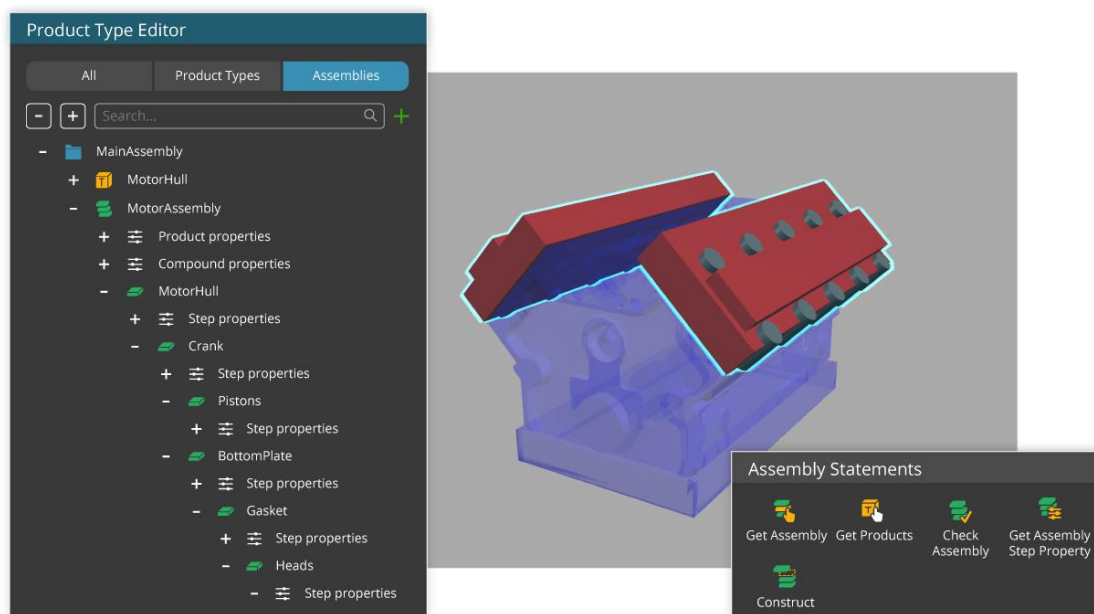 Product Type Editor
All Product Types Assemblies
Search...
MainAssembly
MotorHull
MotorAssembly
Product properties
Compound properties
MotorHull
Step properties
Crank
Step properties
Pistons
Step properties
BottomPlate
Step properties
Gasket
Step properties
Heads
Step properties
Assembly Statements
Get Assembly Get Products Check Get Assembly
Assembly Step Property
Construct